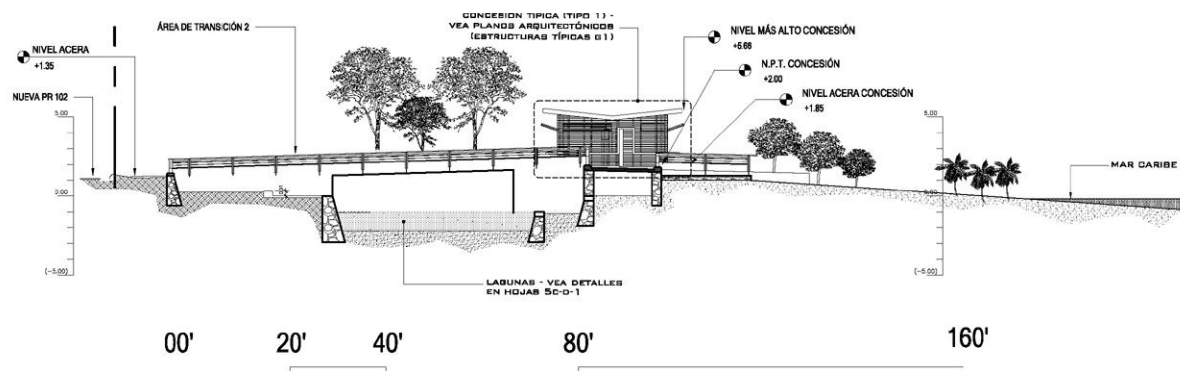 CONCESIÓN TÍPICA (TIPO 1) -
VEA PLANOS ARQUITECTÓNICOS
(ESTRUCTURAS TÍPICAS G1)
ÁREA DE TRANSICIÓN 2
NIVEL MÁS ALTO CONCESIÓN
+5.66
NIVEL ACERA
+1.35
N.P.T. CONCESIÓN
+2.00
NUEVA PR 102
NIVEL ACERA CONCESIÓN
+1.85
5.00
5.00
MAR CARIBE
0.00
0.00
(-5.00)
(-5.00)
LAGUNAS - VEA DETALLES
EN HOJAS 5C-D-1
00' 20' 40' 80' 160'